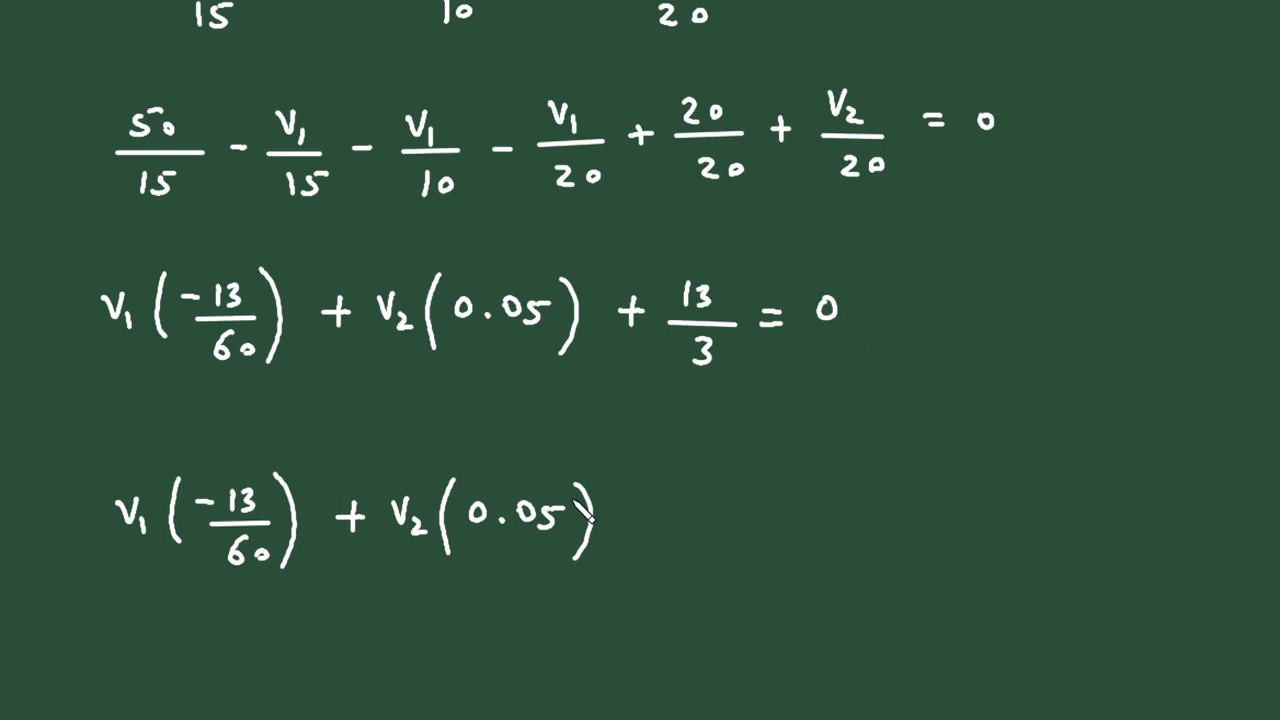 15 10 20
50/15 - V₁/15 - V₁/10 - V₁/20 + 20/20 + V₂/20 = 0
V₁(-13/60) + V₂(0.05) + 13/3 = 0
V₁(-13/60) + V₂(0.05)